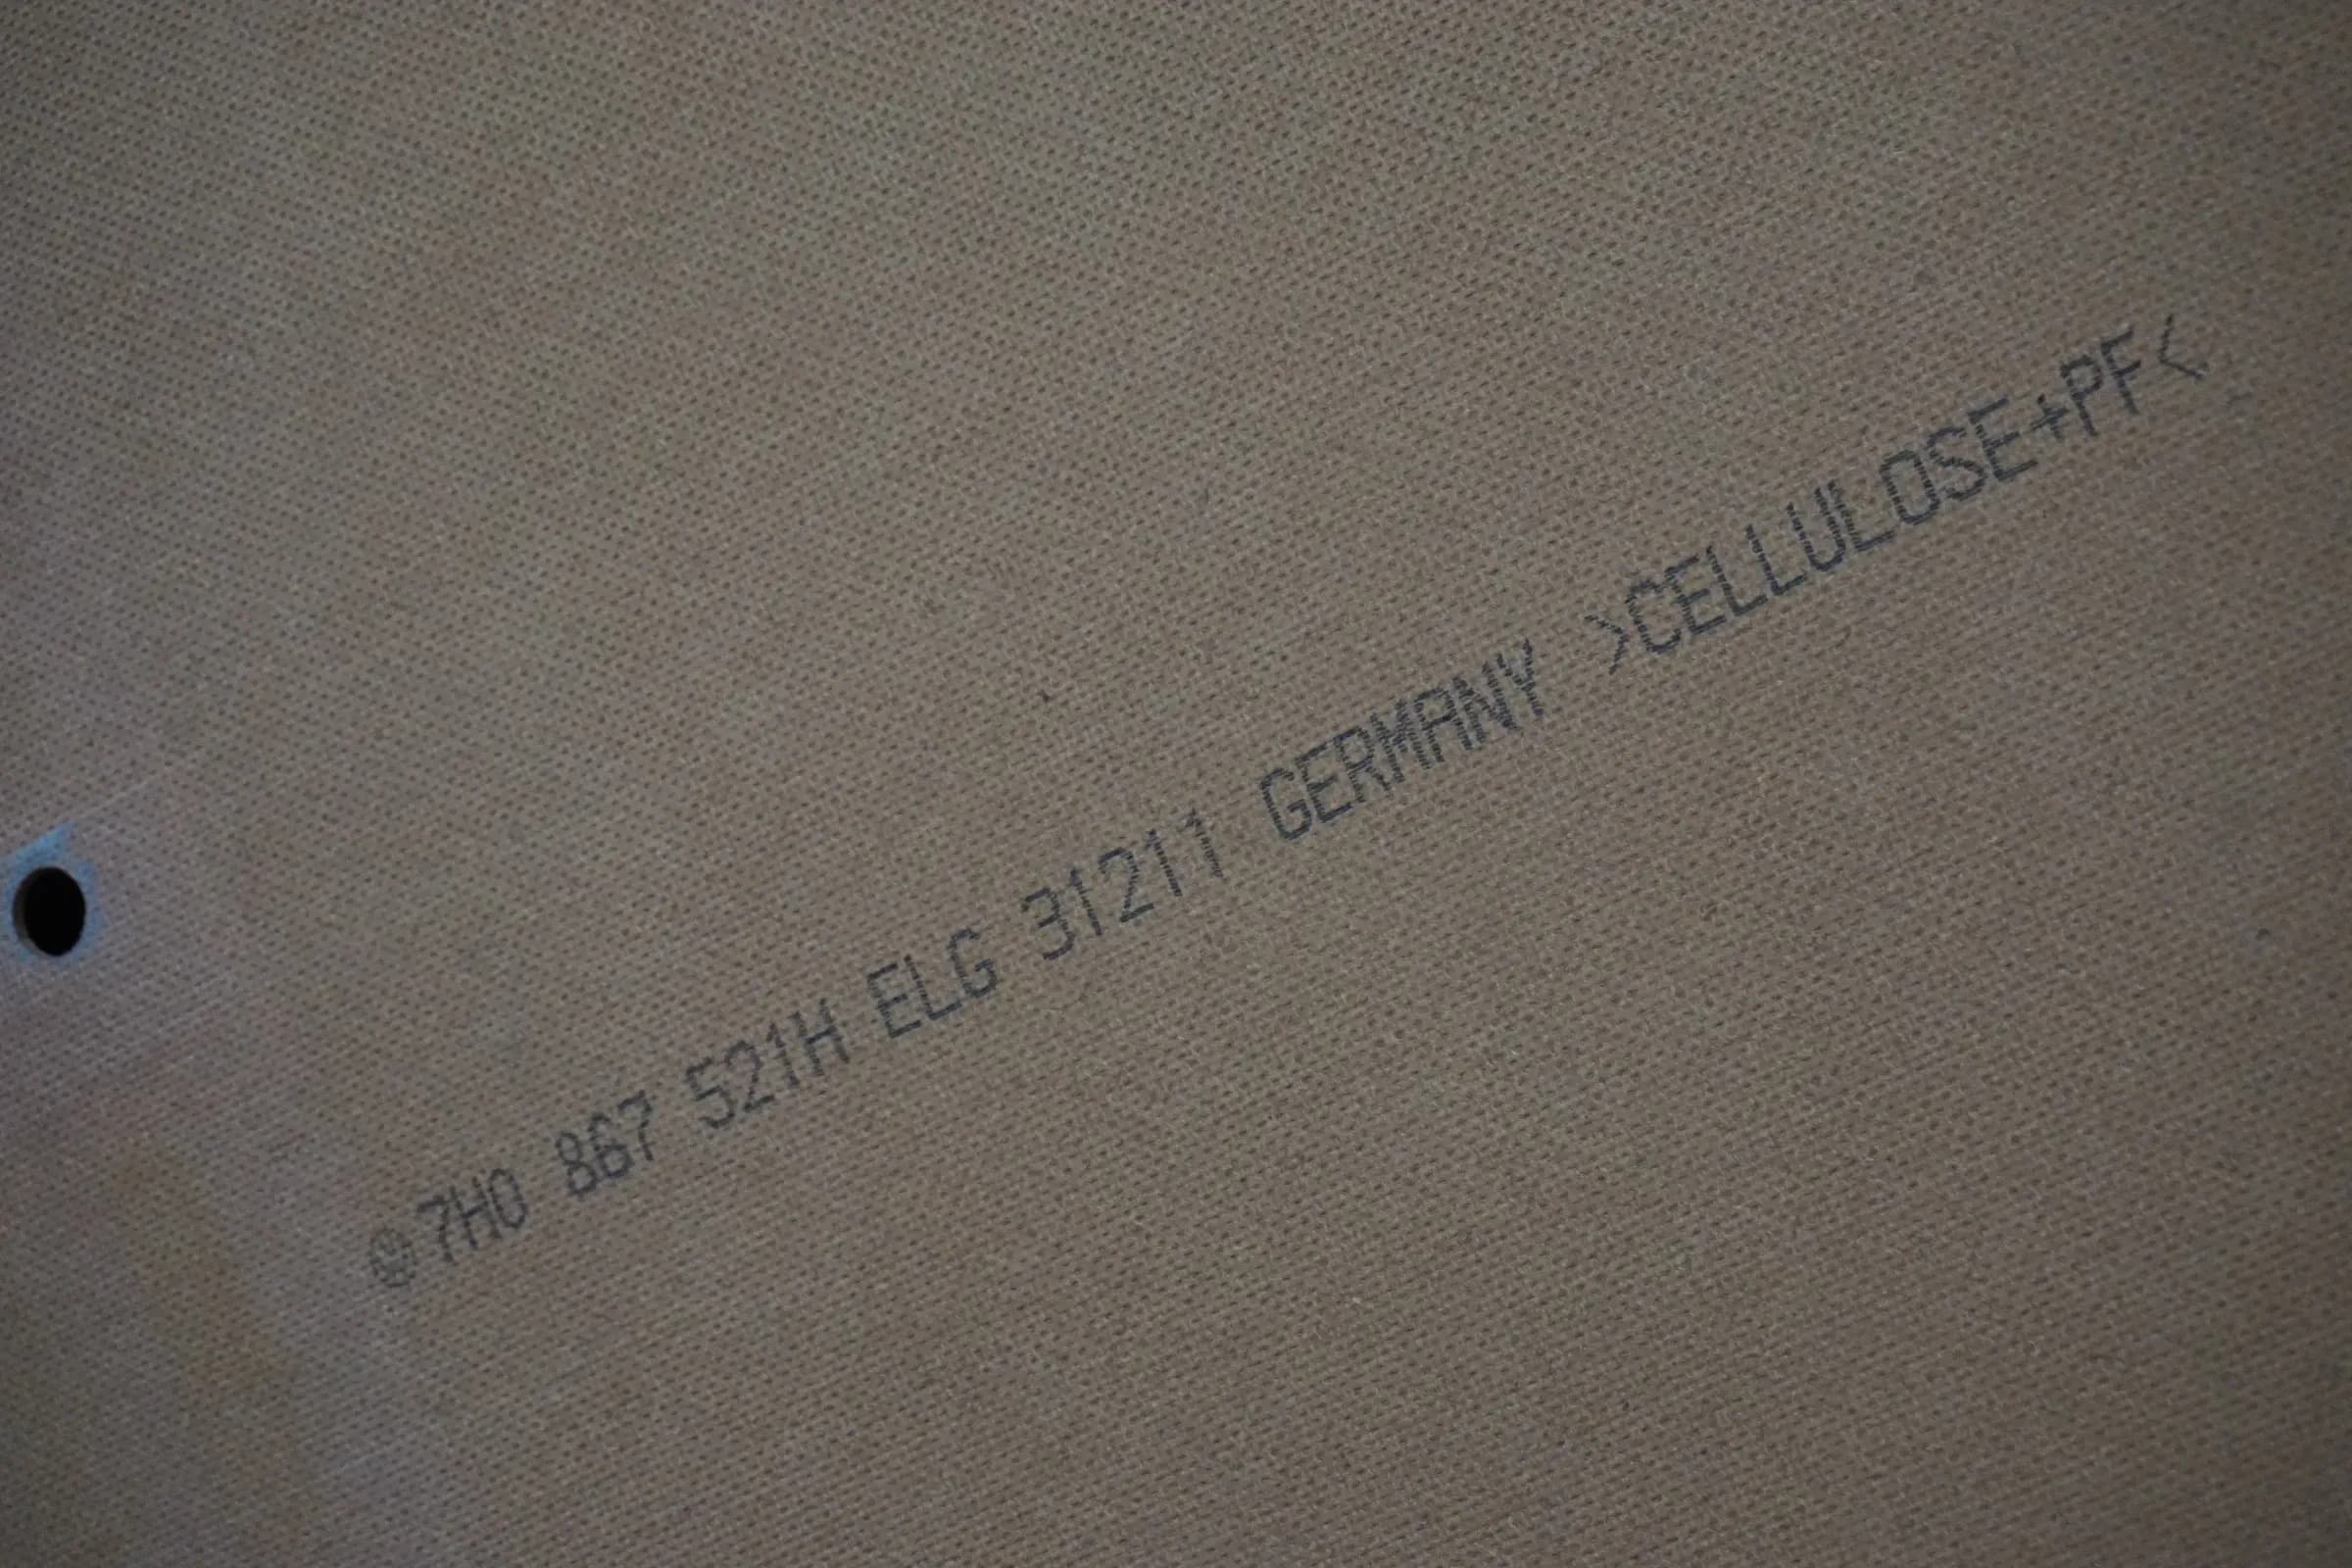 7H0 867 521H ELG 31211 GERMANY >CELLULOSE+PF<